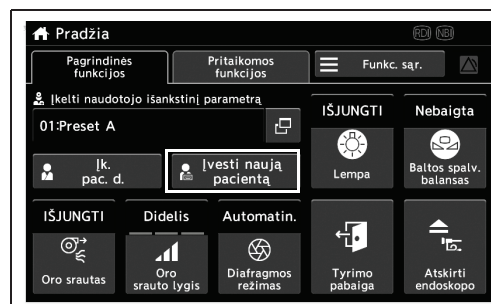 Pradžia
RDI NBI
Pagrindinės
funkcijos
Pritaikomos
funkcijos
Funkc. sąr.
Įkelti naudotojo išankstinį parametrą
01:Preset A
Įk.
pac. d.
Įvesti naują
pacientą
IŠJUNGTI
Lempa
Nebaigta
Baltos spalv.
balansas
IŠJUNGTI
Oro srautas
Didelis
Oro
srauto lygis
Automatin.
Diafragmos
režimas
Tyrimo
pabaiga
Atskirti
endoskopo